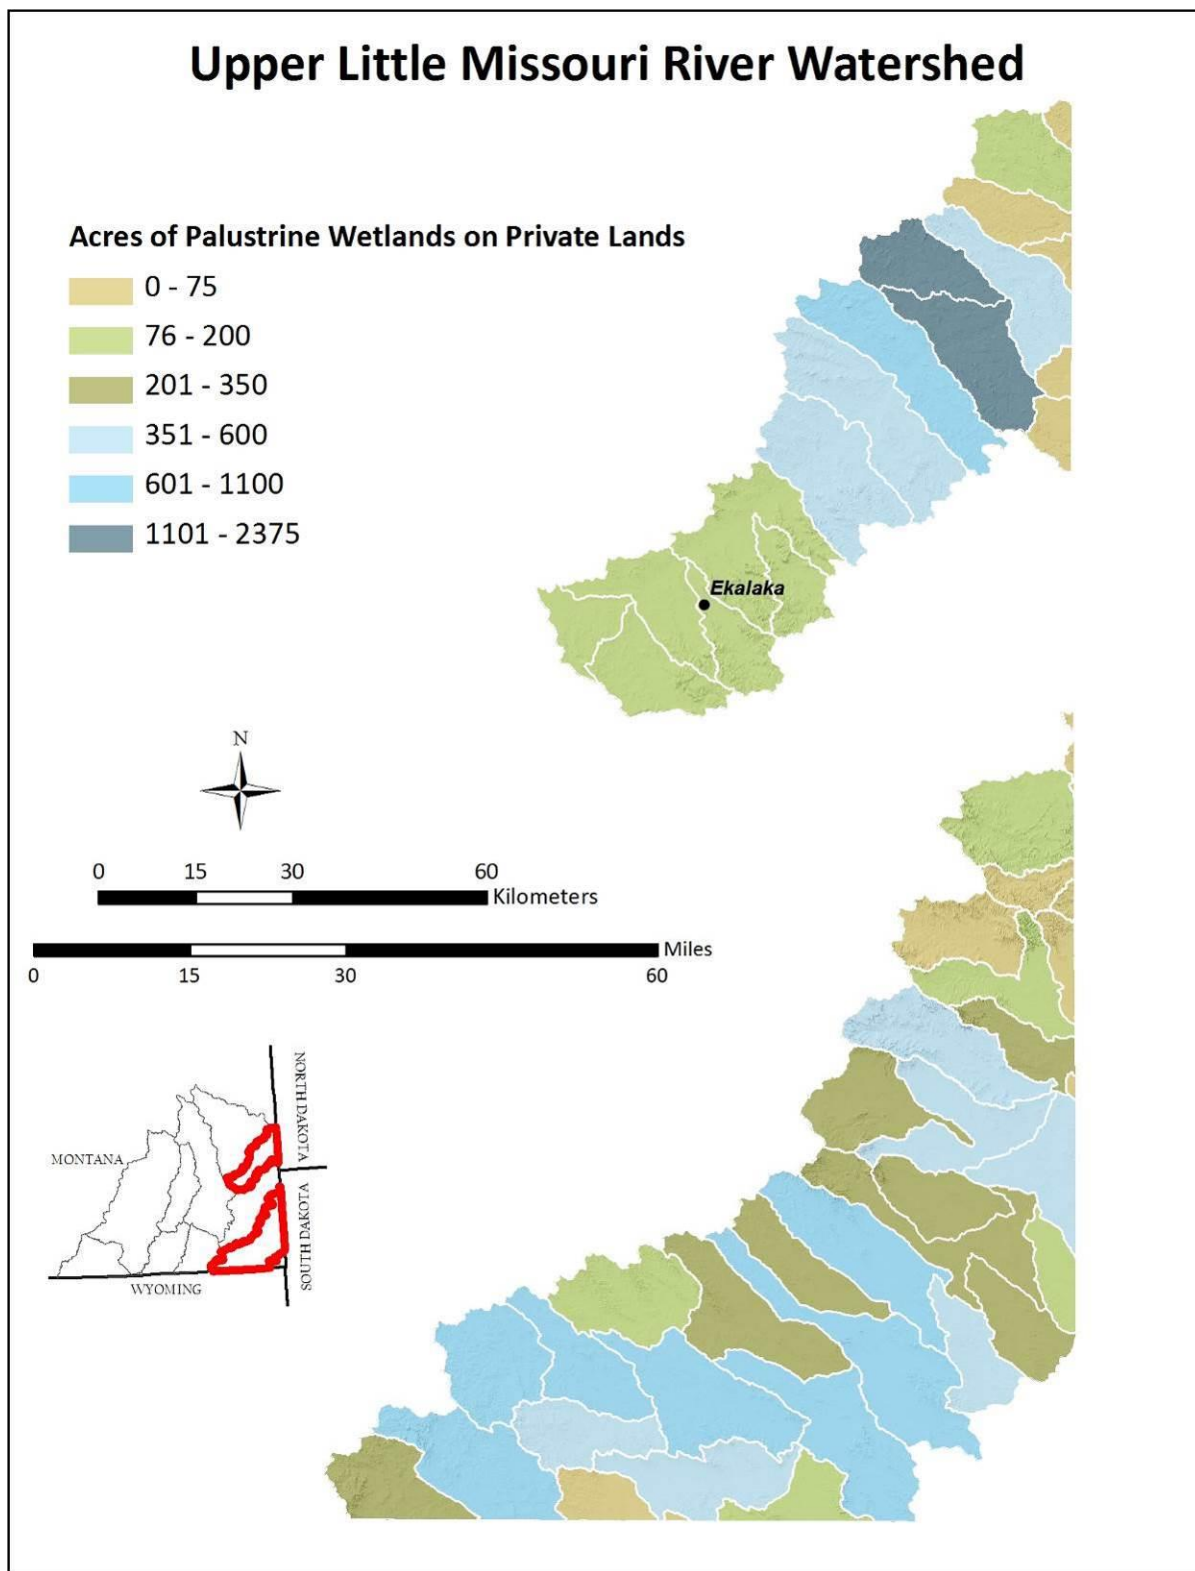 Upper Little Missouri River Watershed
Acres of Palustrine Wetlands on Private Lands
0 - 75
76 - 200
201 - 350
351 - 600
601 - 1100
1101 - 2375
Ekalaka
N
0 15 30 60
Kilometers
Miles
0 15 30 60
NORTH DAKOTA
MONTANA
SOUTH DAKOTA
WYOMING